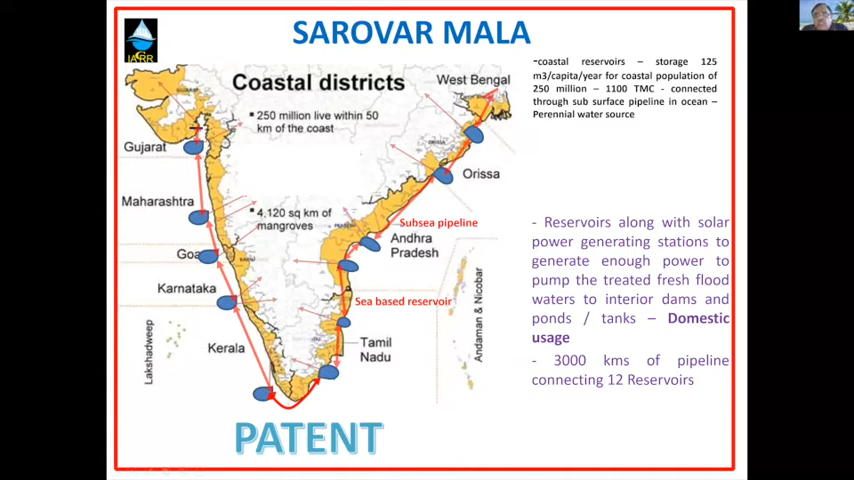 SAROVAR MALA
IACRR
-coastal reservoirs – storage 125
m3/capita/year for coastal population of
250 million – 1100 TMC - connected
through sub surface pipeline in ocean –
Perennial water source
Coastal districts
West Bengal
GUJARAT
▪ 250 million live within 50
km of the coast
Gujarat
ORISSA
Orissa
Maharashtra
▪ 4,120 sq km of
mangroves
Subsea pipeline
Andhra
Pradesh
Goa
- Reservoirs along with solar
power generating stations to
generate enough power to
pump the treated fresh flood
waters to interior dams and
ponds / tanks – Domestic
usage
- 3000 kms of pipeline
connecting 12 Reservoirs
Karnataka
Sea based reservoir
Andaman & Nicobar
Lakshadweep
Kerala
Tamil
Nadu
PATENT